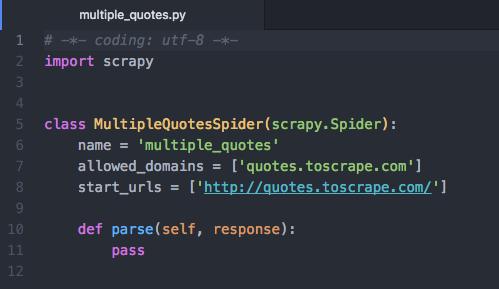 multiple_quotes.py
1 # -*- coding: utf-8 -*-
2 import scrapy
3
4
5 class MultipleQuotesSpider(scrapy.Spider):
6     name = 'multiple_quotes'
7     allowed_domains = ['quotes.toscrape.com']
8     start_urls = ['http://quotes.toscrape.com/']
9
10     def parse(self, response):
11         pass
12